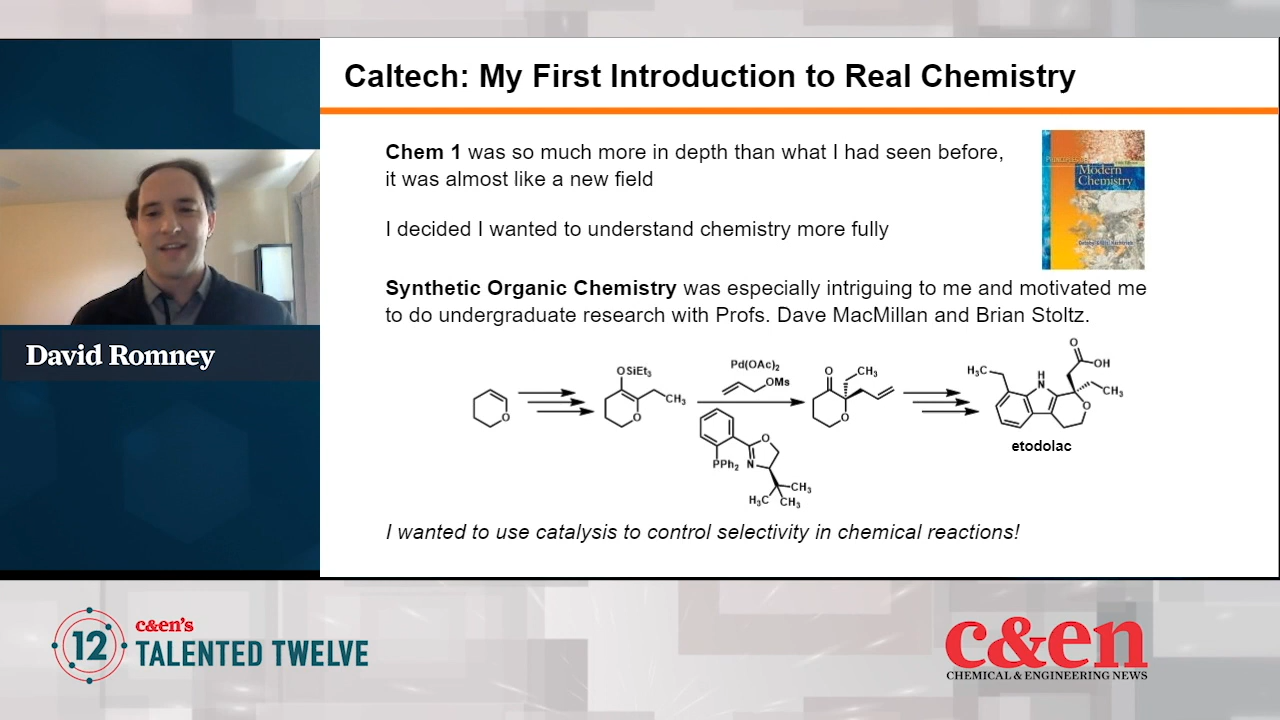 Caltech: My First Introduction to Real Chemistry
Chem 1 was so much more in depth than what I had seen before,
it was almost like a new field
PRINCIPLES OF
Modern
Chemistry
I decided I wanted to understand chemistry more fully
Synthetic Organic Chemistry was especially intriguing to me and motivated me
to do undergraduate research with Profs. Dave MacMillan and Brian Stoltz.
David Romney
O
OSiEt₃
CH₃
O
Pd(OAc)₂
OMs
PPh₂
O
N
CH₃
H₃C
CH₃
O
CH₃
O
H₃C
H
N
O
OH
CH₃
O
etodolac
I wanted to use catalysis to control selectivity in chemical reactions!
12
c&en's
TALENTED TWELVE
c&en
CHEMICAL & ENGINEERING NEWS